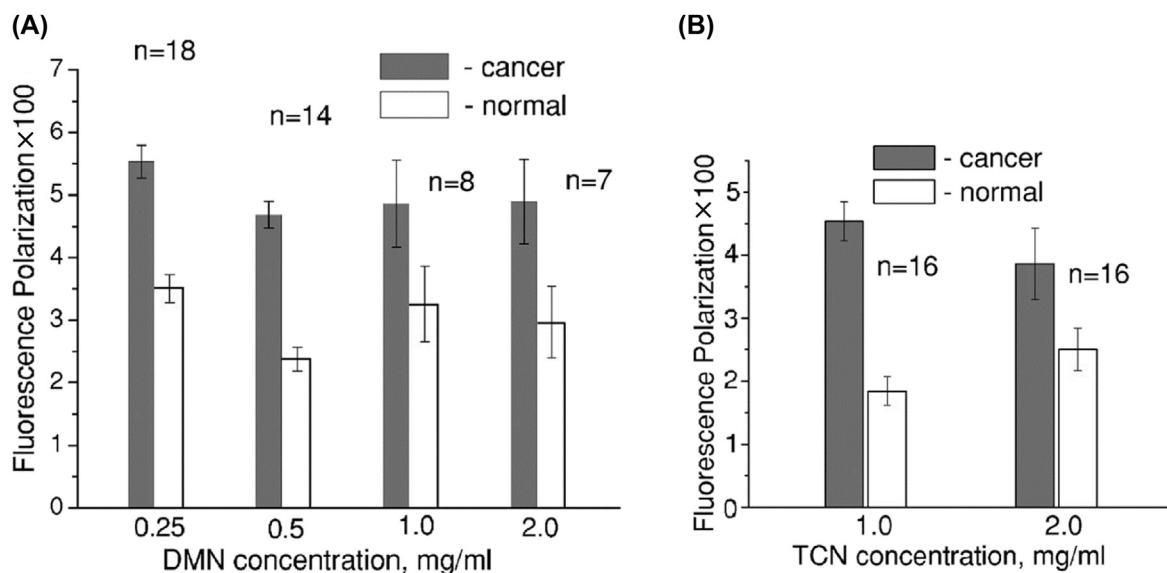 (A)
n=18
- cancer
- normal
n=14
n=8
n=7
Fluorescence Polarization×100
7
6
5
4
3
2
1
0
0.25 0.5 1.0 2.0
DMN concentration, mg/ml
(B)
- cancer
- normal
n=16
n=16
Fluorescence Polarization×100
5
4
3
2
1
0
1.0 2.0
TCN concentration, mg/ml